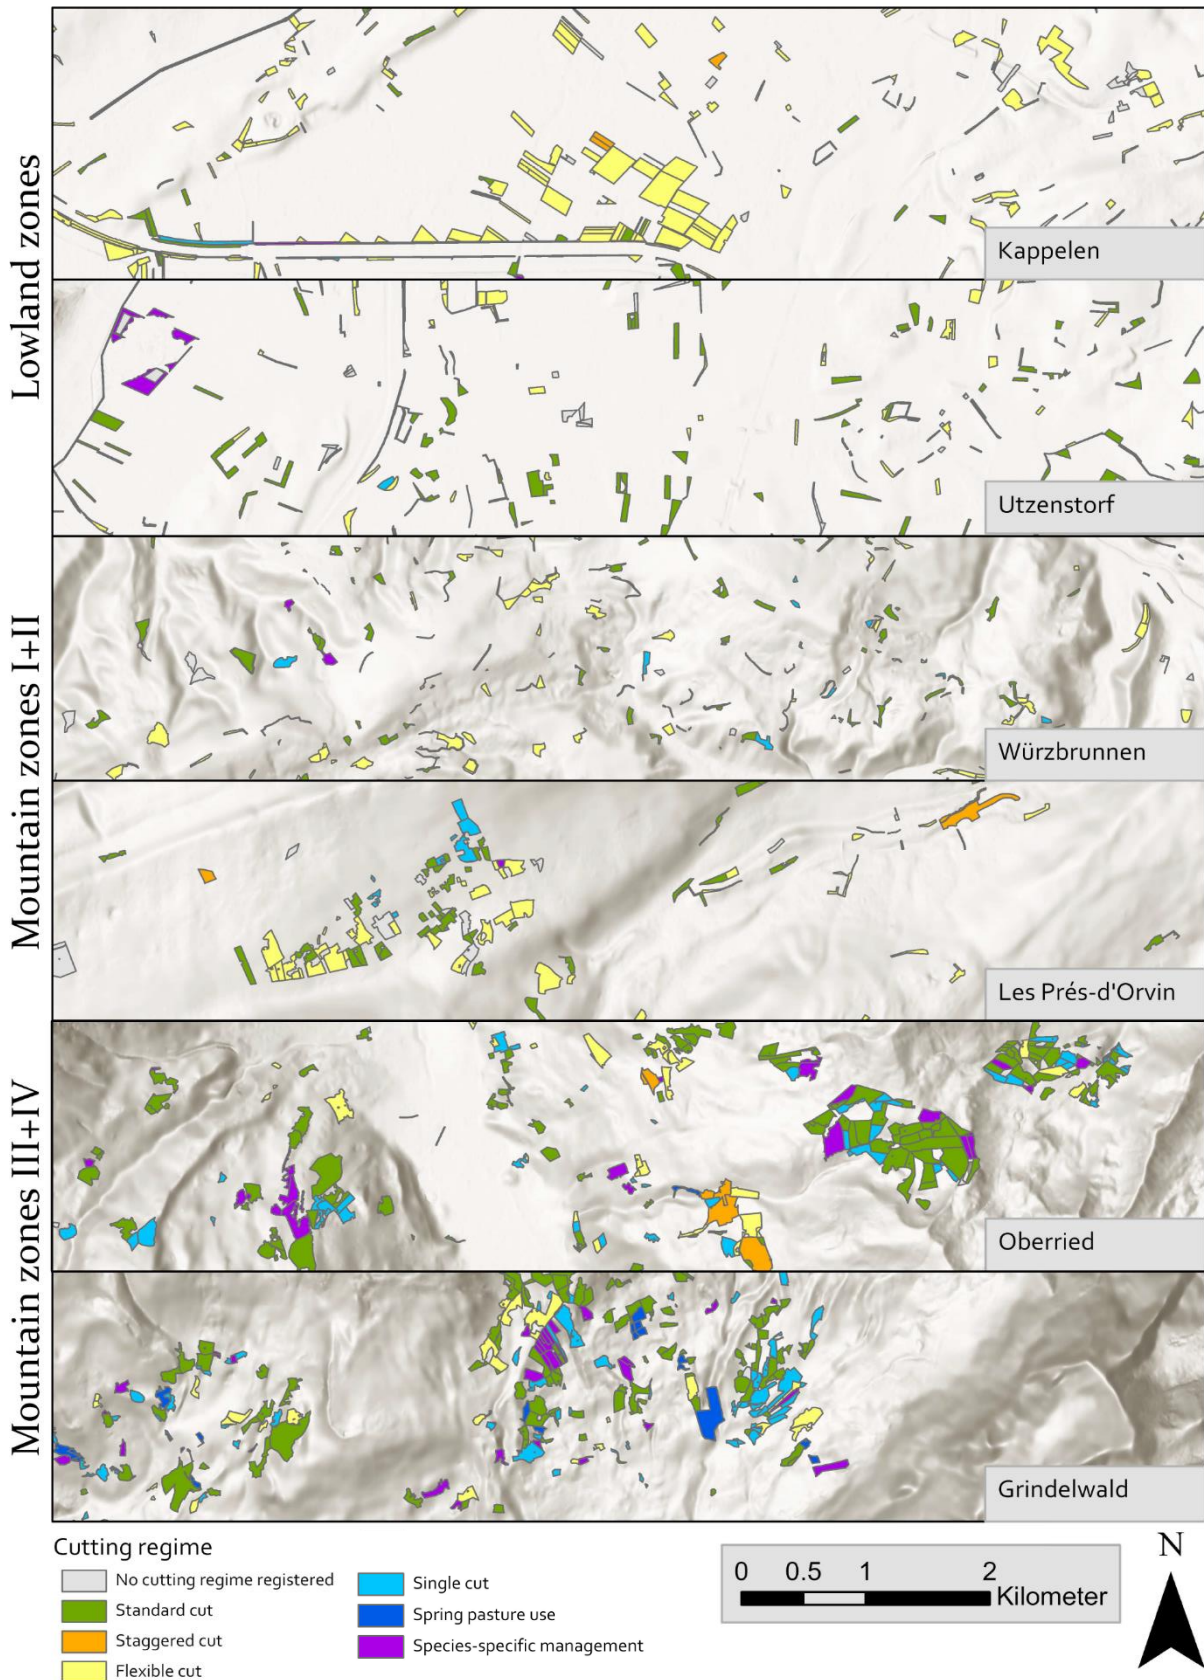 Lowland zones
Kappelen
Utzenstorf
Mountain zones I+II
Würzbrunnen
Les Prés-d'Orvin
Mountain zones III+IV
Oberried
Grindelwald
Cutting regime
No cutting regime registered
Standard cut
Staggered cut
Flexible cut
Single cut
Spring pasture use
Species-specific management
0 0.5 1 2
Kilometer
N